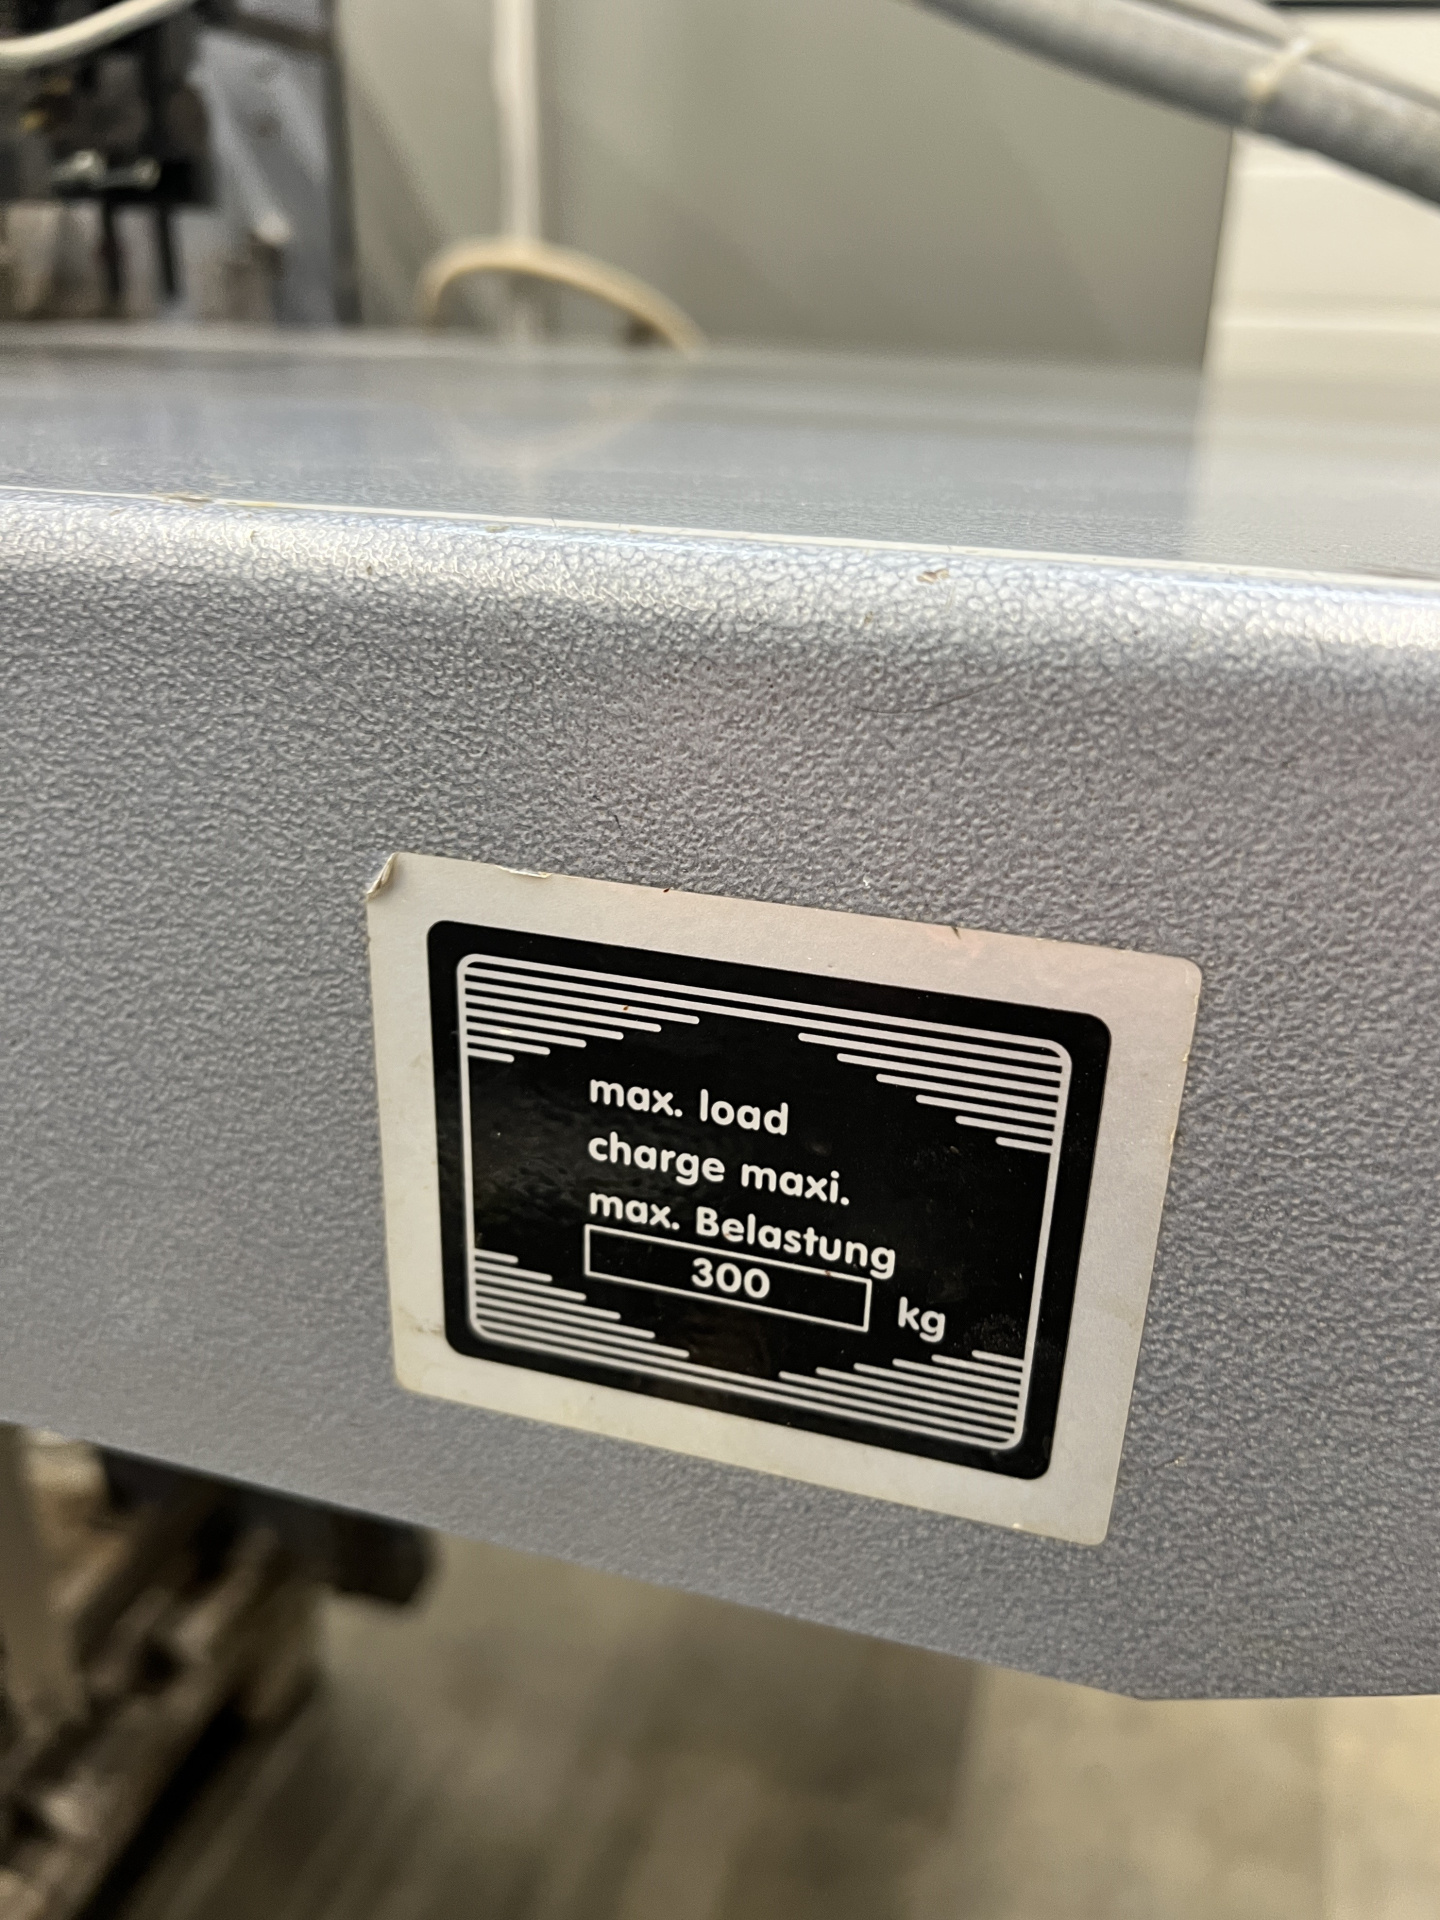 max. load
charge maxi.
max. Belastung
300 kg